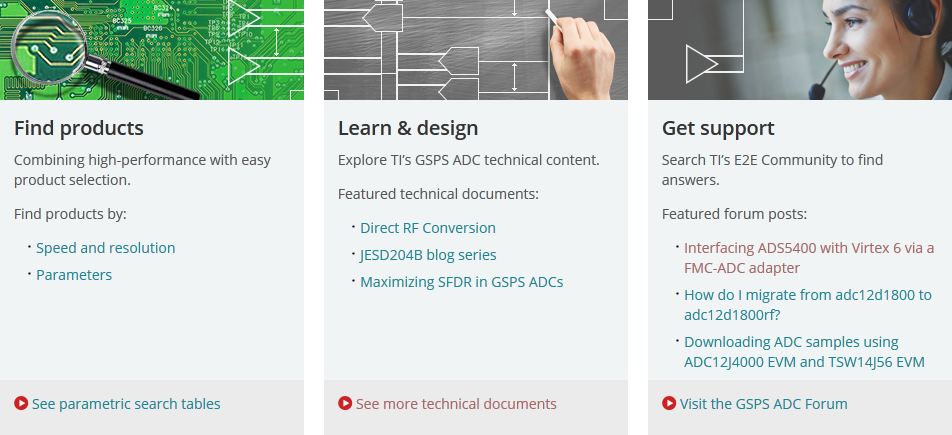 BC325
BC326
Find products
Combining high-performance with easy
product selection.
Find products by:
· Speed and resolution
· Parameters
See parametric search tables
Learn & design
Explore TI’s GSPS ADC technical content.
Featured technical documents:
· Direct RF Conversion
· JESD204B blog series
· Maximizing SFDR in GSPS ADCs
See more technical documents
Get support
Search TI’s E2E Community to find
answers.
Featured forum posts:
· Interfacing ADS5400 with Virtex 6 via a
FMC-ADC adapter
· How do I migrate from adc12d1800 to
adc12d1800rf?
· Downloading ADC samples using
ADC12J4000 EVM and TSW14J56 EVM
Visit the GSPS ADC Forum